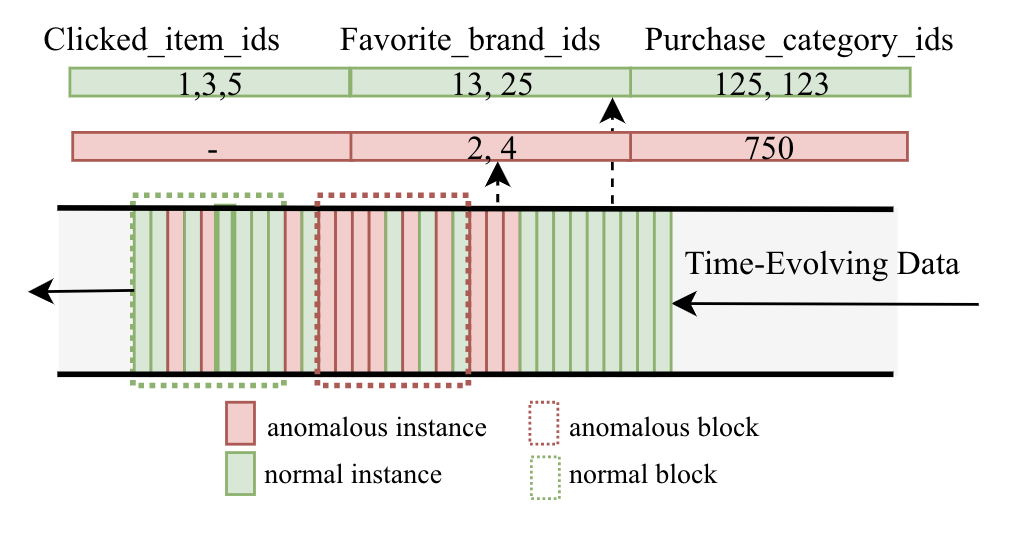 Clicked_item_ids Favorite_brand_ids Purchase_category_ids
1,3,5 13, 25 125, 123
- 2, 4 750
Time-Evolving Data
anomalous instance anomalous block
normal instance normal block